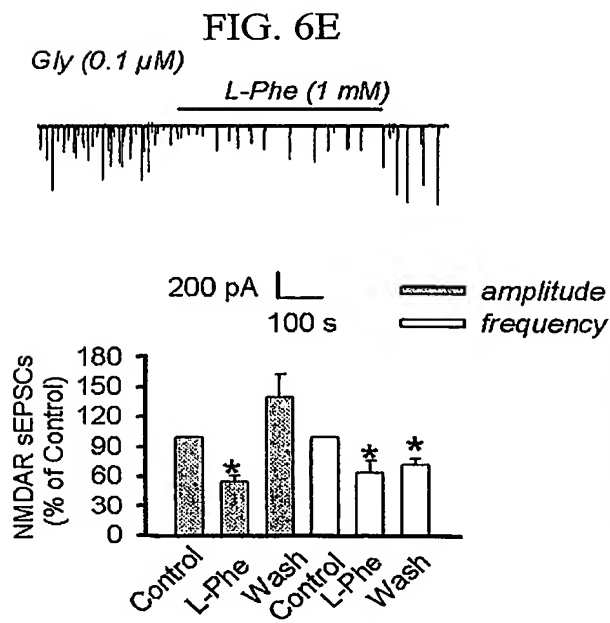 FIG. 6E
Gly (0.1 µM)
L-Phe (1 mM)
200 pA
100 s
amplitude
frequency
NMDAR sEPSCs
(% of Control)
180
150
120
90
60
30
0
*
*
*
Control
L-Phe
Wash
Control
L-Phe
Wash